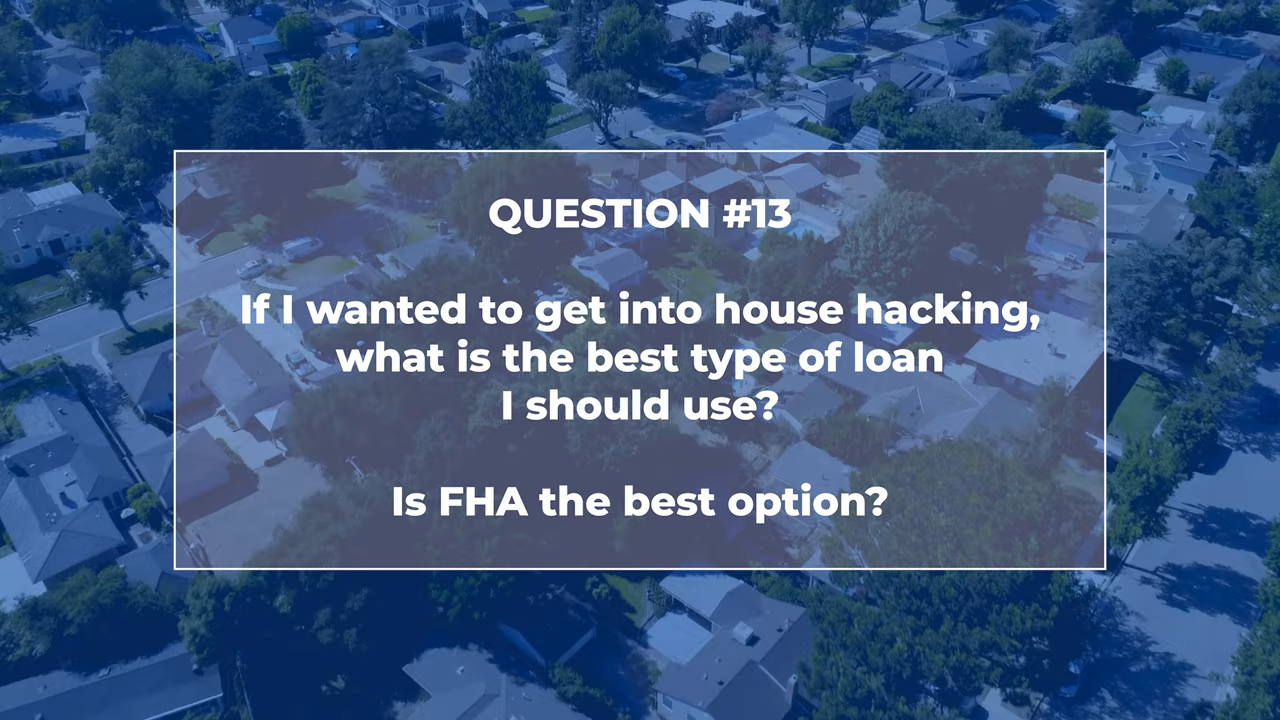 QUESTION #13
If I wanted to get into house hacking,
what is the best type of loan
I should use?
Is FHA the best option?